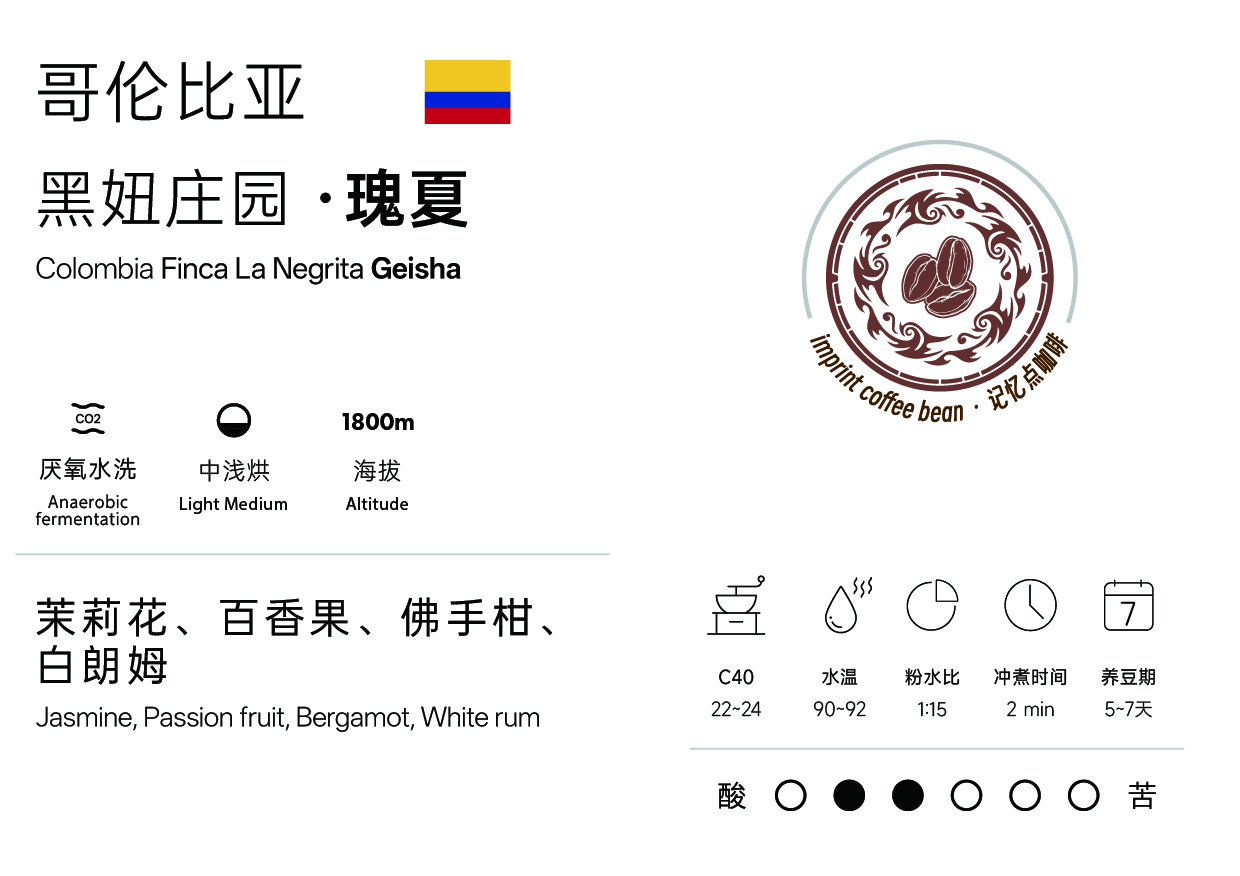 哥伦比亚
黑妞庄园 ·瑰夏
Colombia Finca La Negrita Geisha
CO2
厌氧水洗
Anaerobic
fermentation
中浅烘
Light Medium
1800m
海拔
Altitude
茉莉花、百香果、佛手柑、
白朗姆
Jasmine, Passion fruit, Bergamot, White rum
imprint coffee bean · 记忆点咖啡
C40
22~24
水温
90~92
粉水比
1:15
冲煮时间
2 min
7
养豆期
5~7天
酸
苦